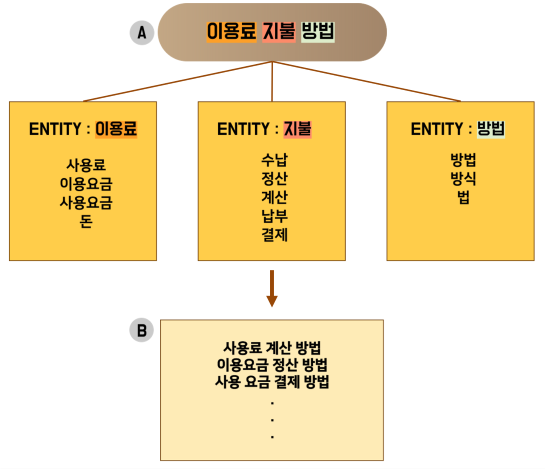 A
이용료 지불 방법
ENTITY : 이용료
사용료
이용요금
사용요금
돈
ENTITY : 지불
수납
정산
계산
납부
결제
ENTITY : 방법
방법
방식
법
B
사용료 계산 방법
이용요금 정산 방법
사용 요금 결제 방법
.
.
.